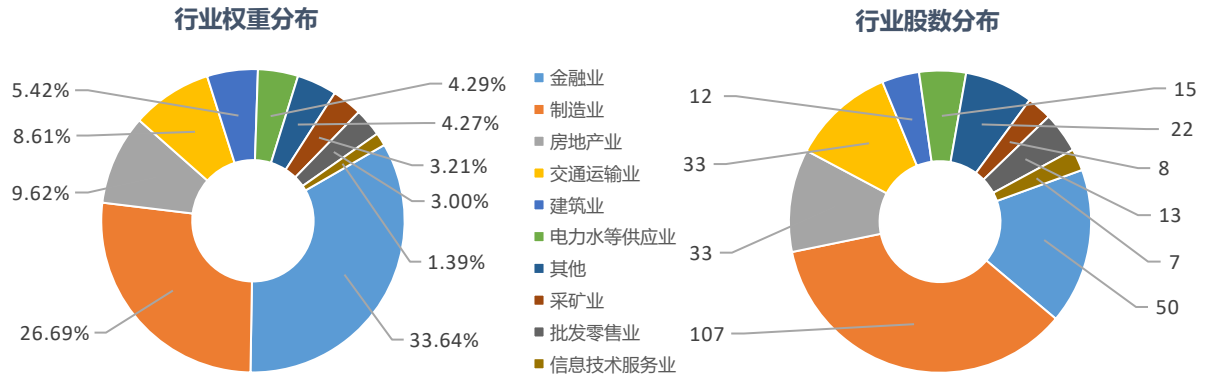 行业权重分布
5.42%
8.61%
9.62%
26.69%
4.29%
4.27%
3.21%
3.00%
1.39%
33.64%
金融业
制造业
房地产业
交通运输业
建筑业
电力水等供应业
其他
采矿业
批发零售业
信息技术服务业
行业股数分布
12
33
33
107
15
22
8
13
7
50